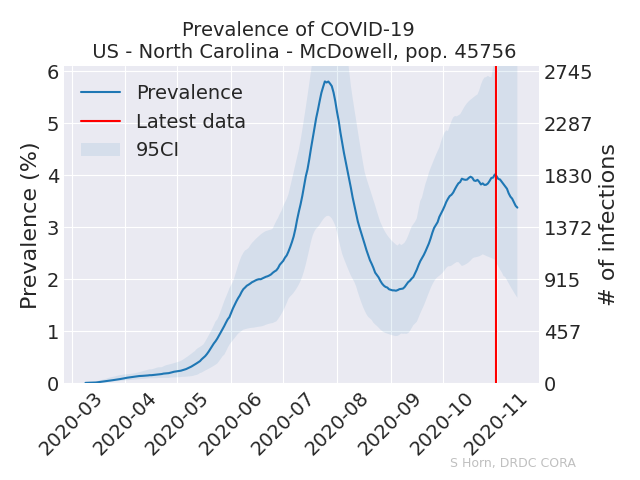 Prevalence of COVID-19
US - North Carolina - McDowell, pop. 45756
Prevalence (%)
6
5
4
3
2
1
0
Prevalence
Latest data
95CI
2745
2287
1830
1372
915
457
0
# of infections
2020-03
2020-04
2020-05
2020-06
2020-07
2020-08
2020-09
2020-10
2020-11
S Horn, DRDC CORA